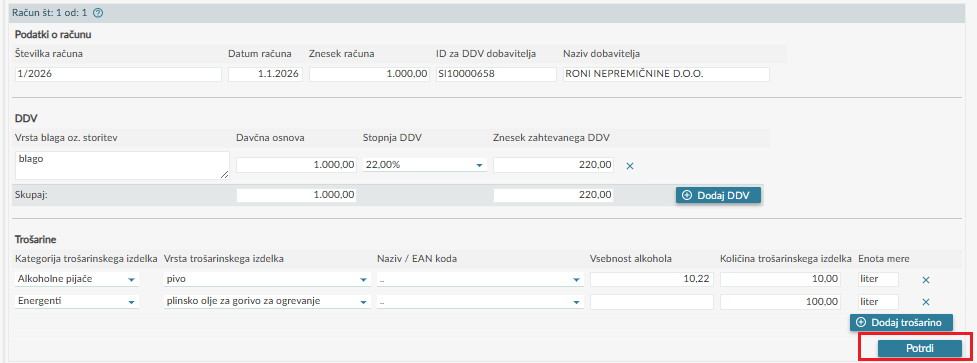 Račun št: 1 od: 1 ?
Podatki o računu
Številka računa Datum računa Znesek računa ID za DDV dobavitelja Naziv dobavitelja
1/2026 1.1.2026 1.000,00 SI10000658 RONI NEPREMIČNINE D.O.O.
DDV
Vrsta blaga oz. storitev Davčna osnova Stopnja DDV Znesek zahtevanega DDV
blago 1.000,00 22,00% 220,00
Skupaj: 1.000,00 220,00 Dodaj DDV
Trošarine
Kategorija trošarinskega izdelka Vrsta trošarinskega izdelka Naziv / EAN koda Vsebnost alkohola Količina trošarinskega izdelka Enota mere
Alkoholne pijače pivo .. 10,22 10,00 liter
Energenti plinsko olje za gorivo za ogrevanje .. 100,00 liter
Dodaj trošarino
Potrdi